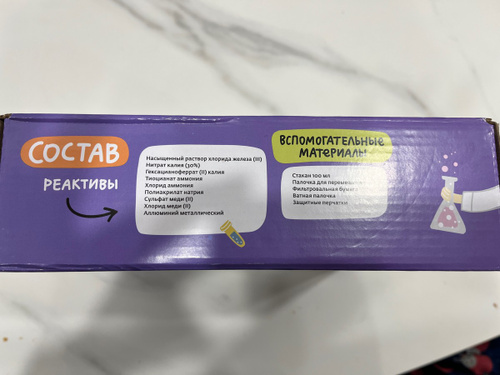 СОСТАВ
РЕАКТИВЫ
Насыщенный раствор хлорида железа (III)
Нитрат калия (30%)
Гексацианоферрат (II) калия
Тиоцианат аммония
Хлорид аммония
Полиакрилат натрия
Сульфат меди (II)
Хлорид меди (II)
Аллюминий металлический
ВСПОМОГАТЕЛЬНЫЕ
МАТЕРИАЛЫ
Стакан 100 мл
Палочка для
Фильтровальная бумага
Ватная палочка
Защитные перчатки